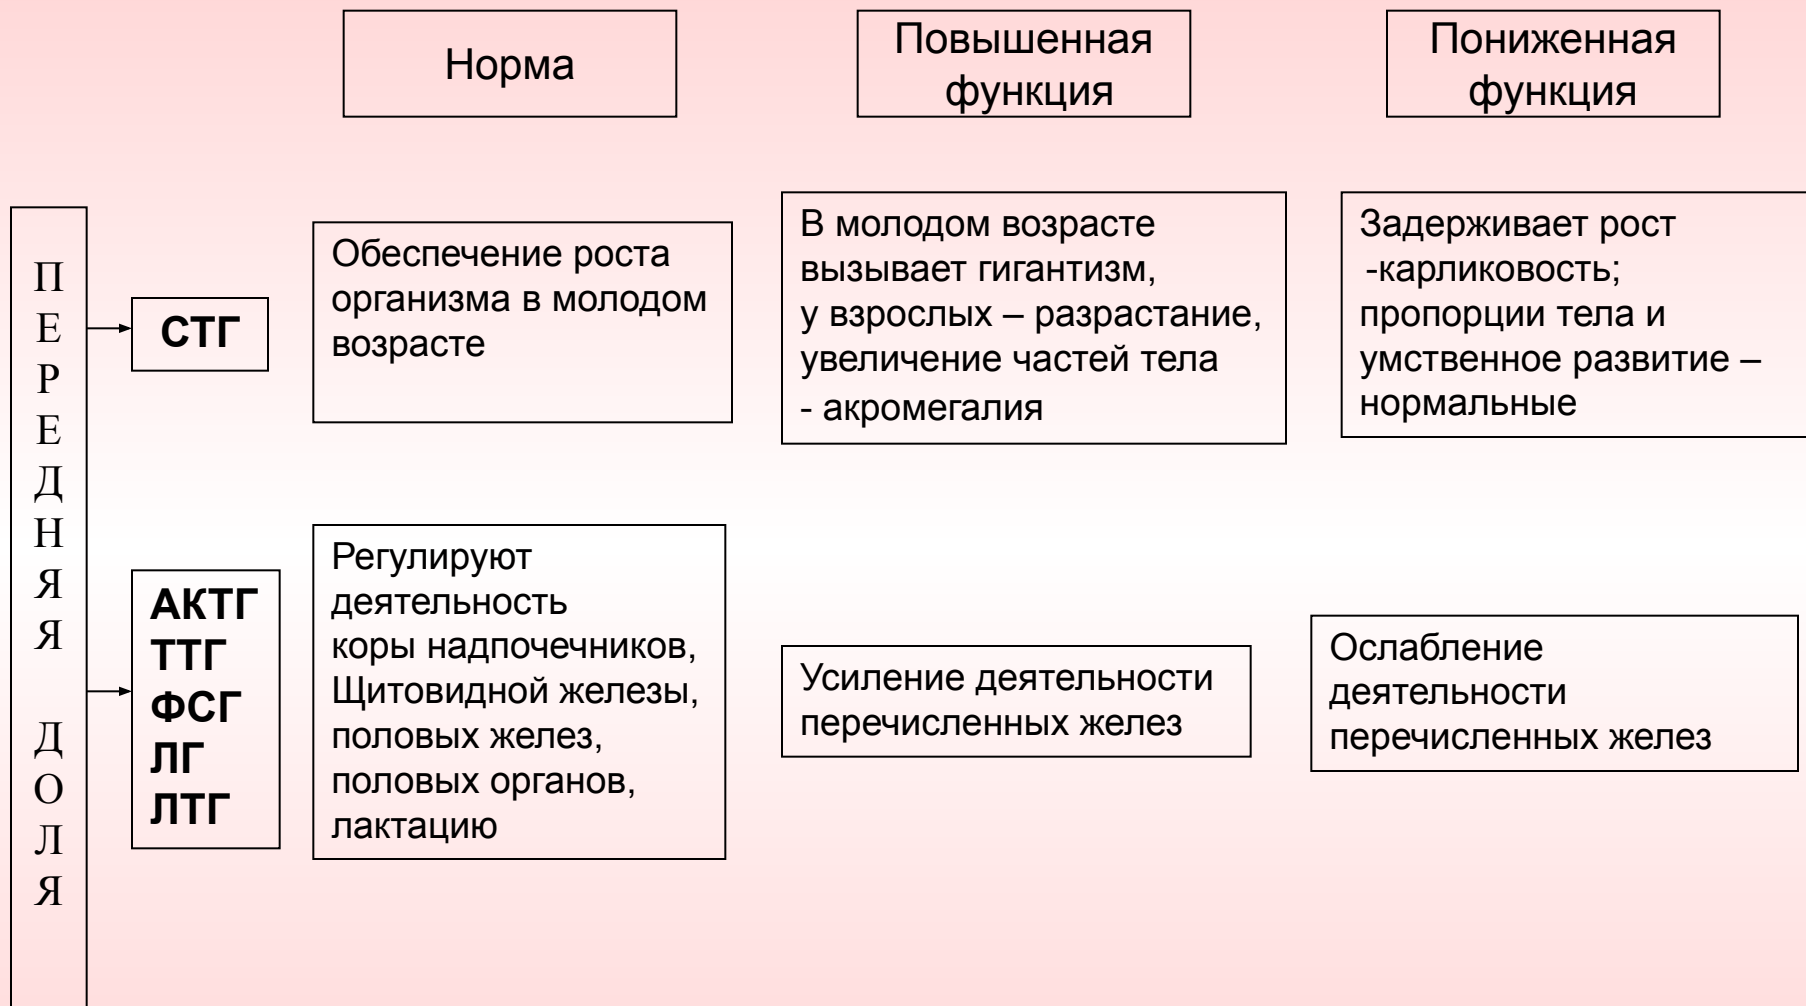 Норма
Повышенная
функция
Пониженная
функция
ПЕРЕДНЯЯ ДОЛЯ
СТГ
Обеспечение роста
организма в молодом
возрасте
В молодом возрасте
вызывает гигантизм,
у взрослых – разрастание,
увеличение частей тела
- акромегалия
Задерживает рост
-карликовость;
пропорции тела и
умственное развитие –
нормальные
АКТГ
ТТГ
ФСГ
ЛГ
ЛТГ
Регулируют
деятельность
коры надпочечников,
Щитовидной железы,
половых желез,
половых органов,
лактацию
Усиление деятельности
перечисленных желез
Ослабление
деятельности
перечисленных желез